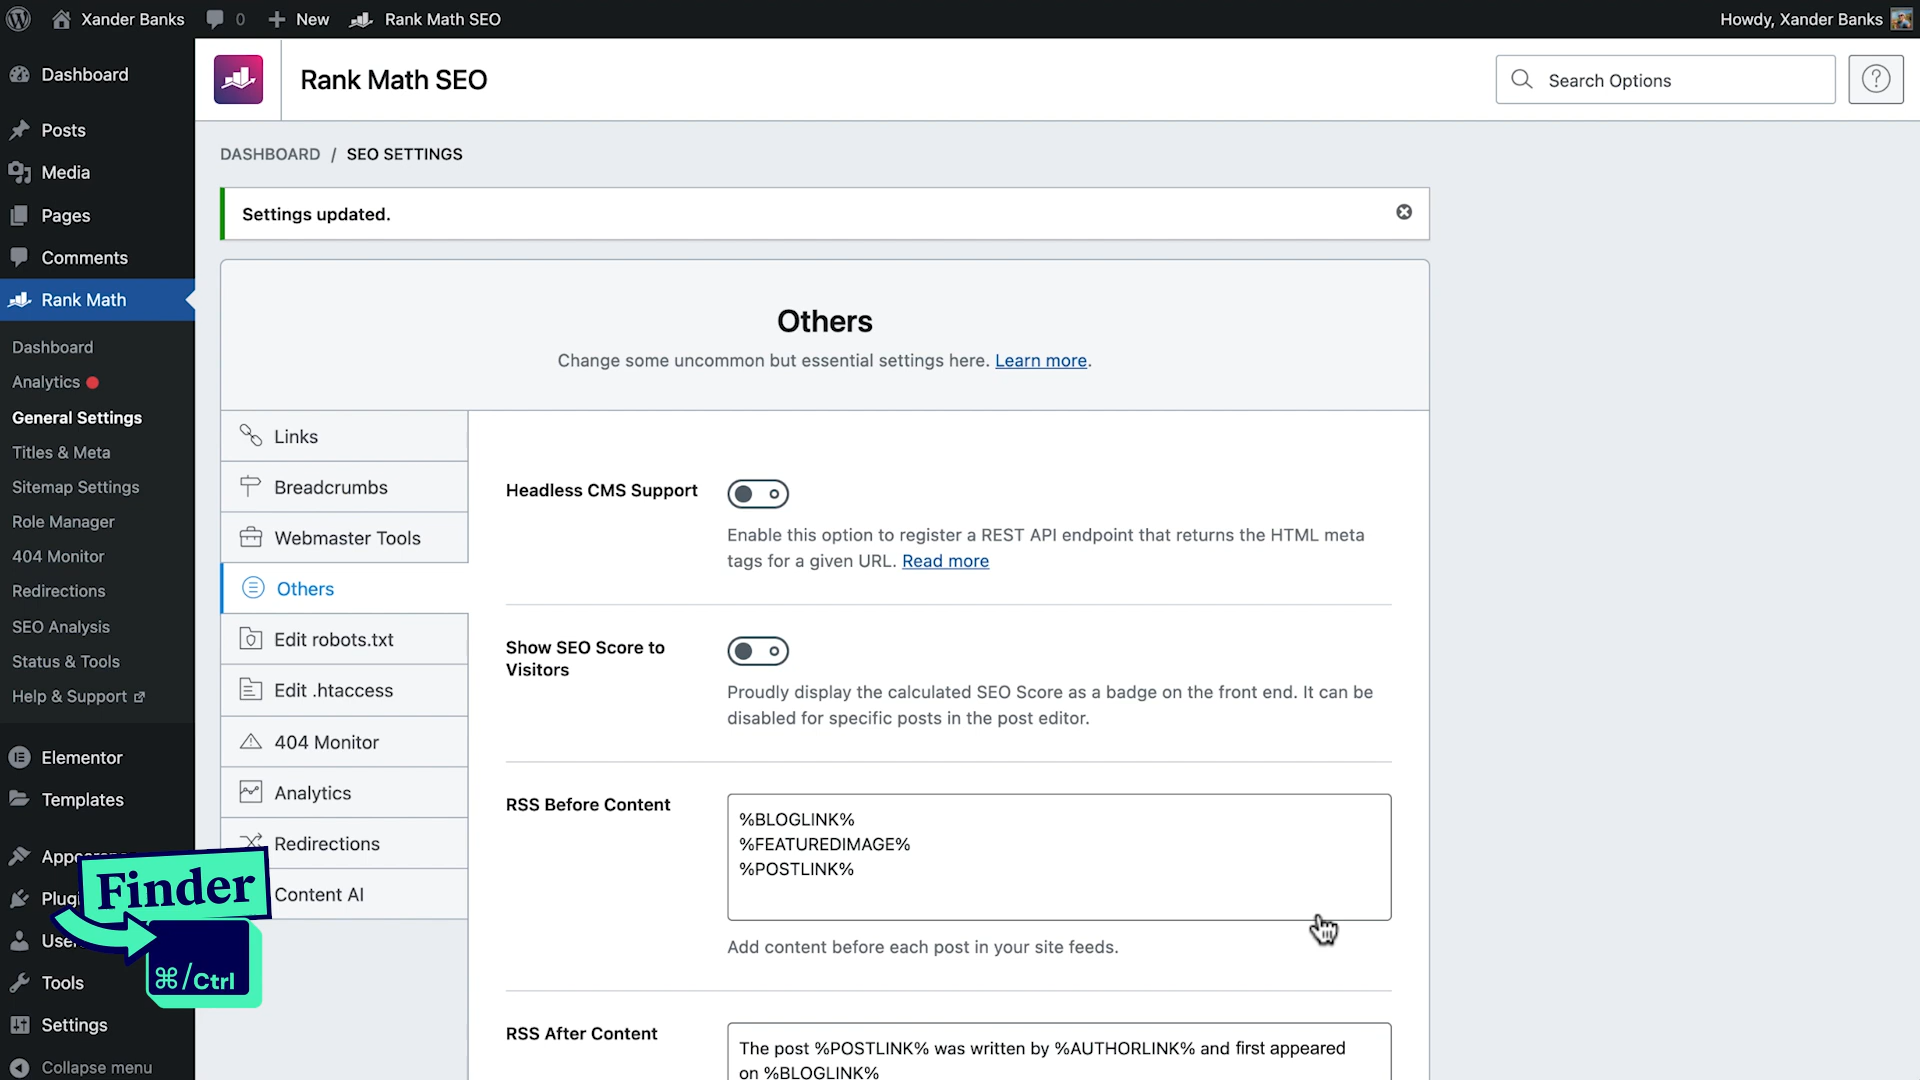 Xander Banks
0
New
Rank Math SEO
Howdy, Xander Banks
Dashboard
Posts
Media
Pages
Comments
Rank Math
Dashboard
Analytics
General Settings
Titles & Meta
Sitemap Settings
Role Manager
404 Monitor
Redirections
SEO Analysis
Status & Tools
Help & Support
Elementor
Templates
Tools
Settings
Collapse menu
Finder
⌘/Ctrl
Rank Math SEO
Search Options
DASHBOARD / SEO SETTINGS
Settings updated.
Others
Change some uncommon but essential settings here. Learn more.
Links
Breadcrumbs
Webmaster Tools
Others
Edit robots.txt
Edit .htaccess
404 Monitor
Analytics
Redirections
Content AI
Headless CMS Support
Enable this option to register a REST API endpoint that returns the HTML meta
tags for a given URL. Read more
Show SEO Score to
Visitors
Proudly display the calculated SEO Score as a badge on the front end. It can be
disabled for specific posts in the post editor.
RSS Before Content
%BLOGLINK%
%FEATUREDIMAGE%
%POSTLINK%
Add content before each post in your site feeds.
RSS After Content
The post %POSTLINK% was written by %AUTHORLINK% and first appeared
on %BLOGLINK%